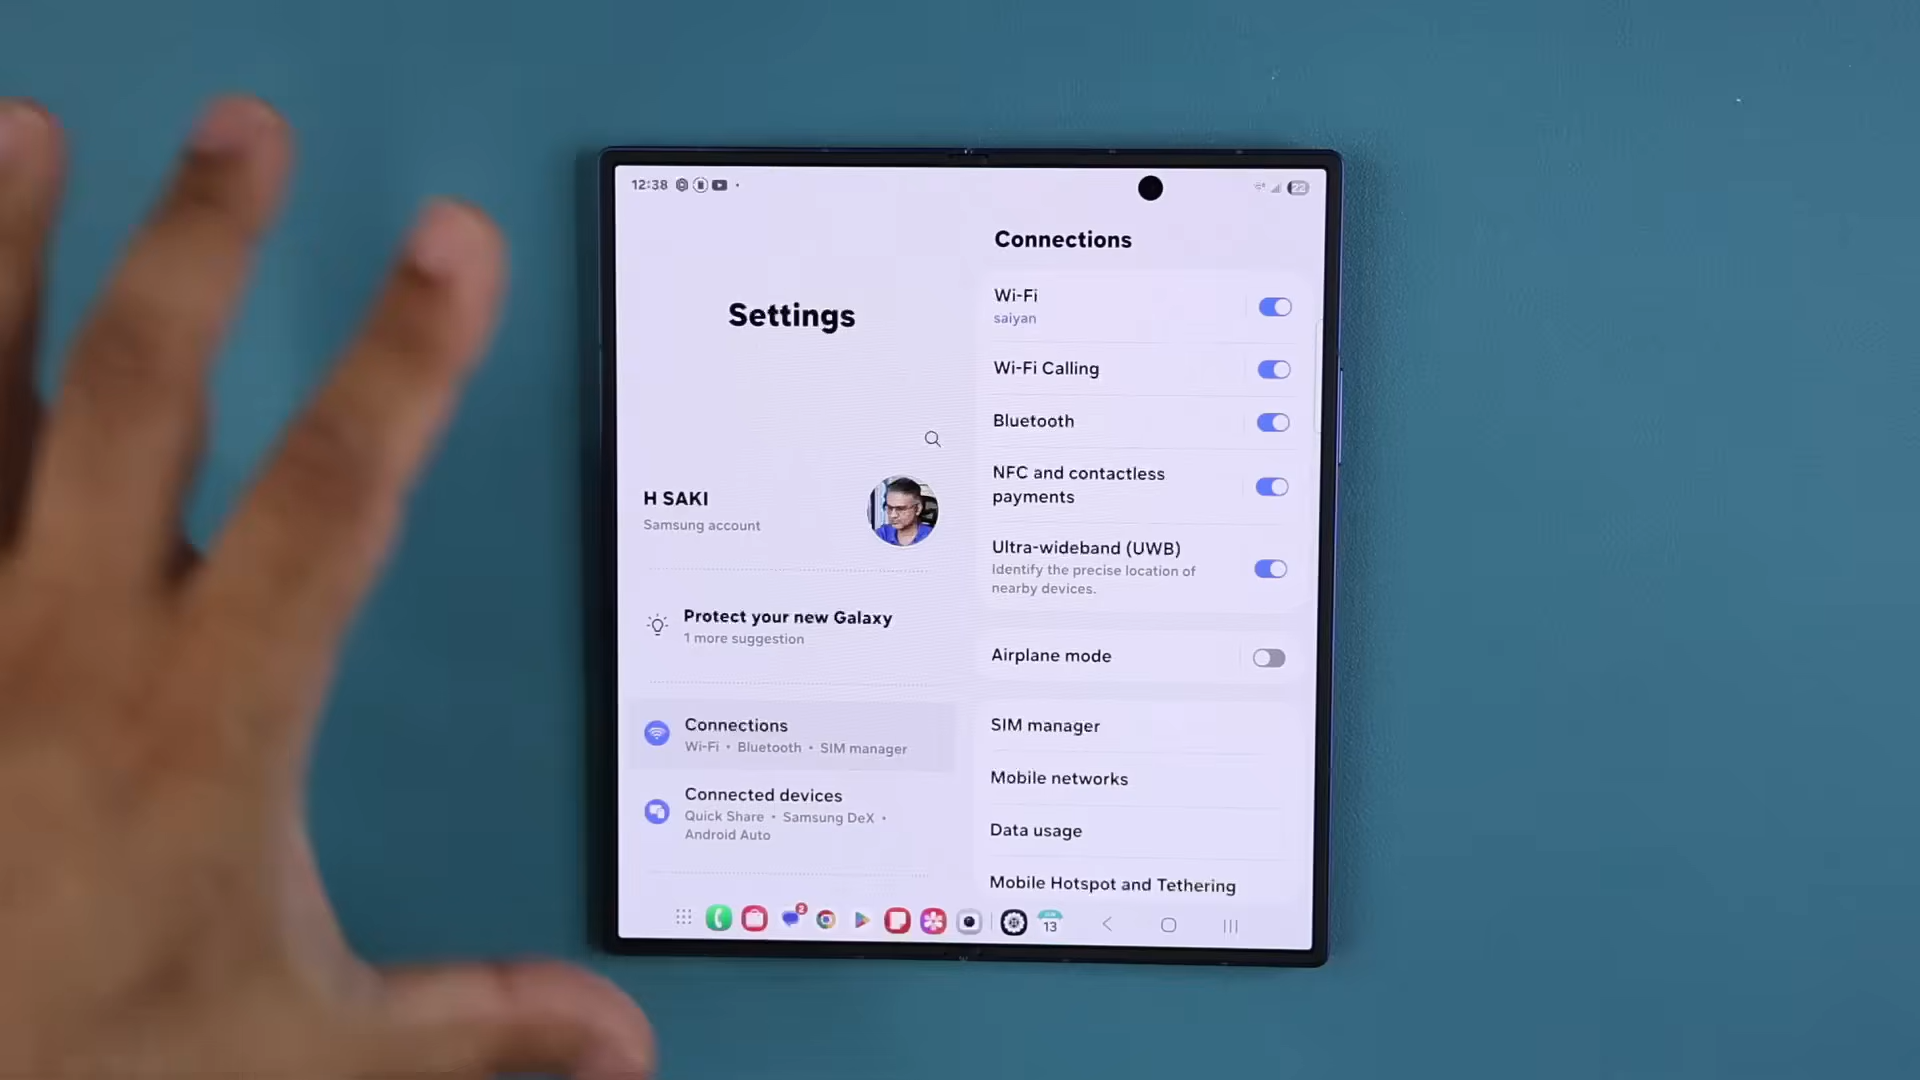 12:38
22
Settings
H SAKI
Samsung account
Protect your new Galaxy
1 more suggestion
Connections
Wi-Fi • Bluetooth • SIM manager
Connected devices
Quick Share • Samsung DeX •
Android Auto
Connections
Wi-Fi
saiyan
Wi-Fi Calling
Bluetooth
NFC and contactless
payments
Ultra-wideband (UWB)
Identify the precise location of
nearby devices.
Airplane mode
SIM manager
Mobile networks
Data usage
Mobile Hotspot and Tethering
2
13